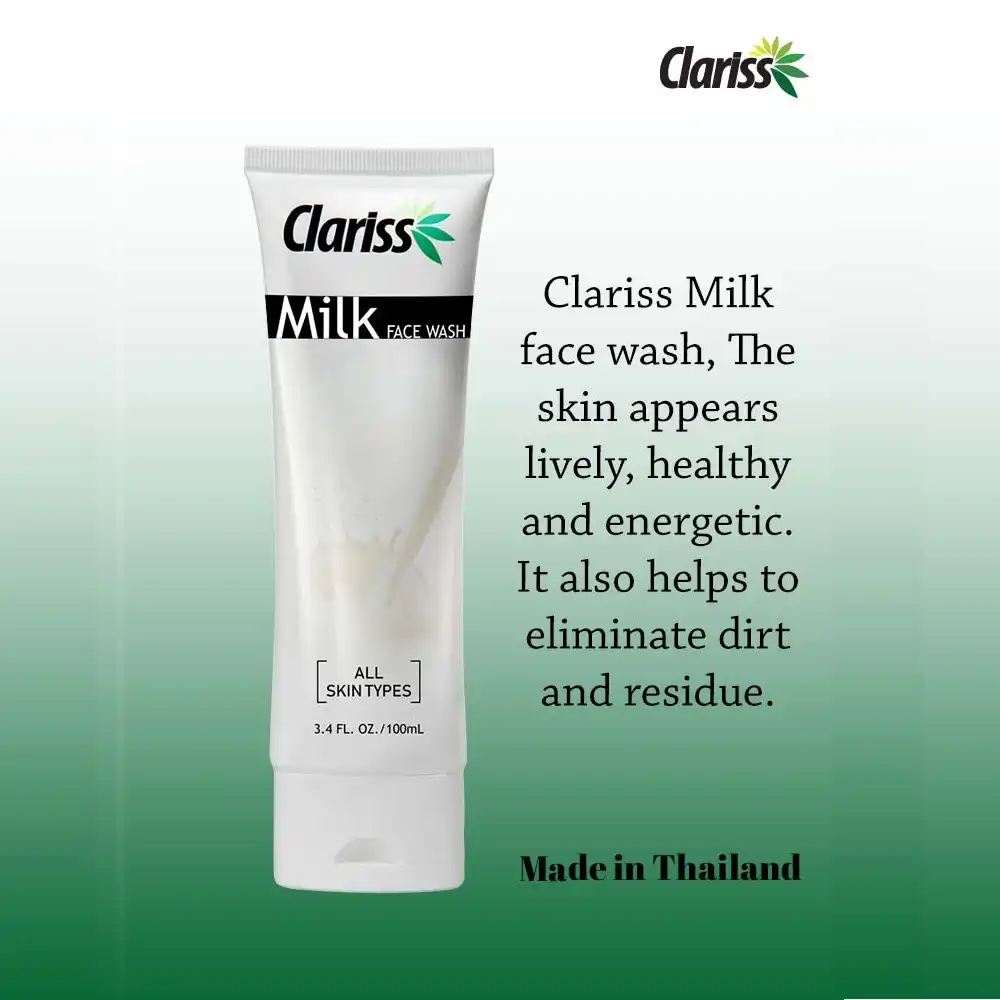 Clariss
Clariss
Milk FACE WASH
ALL
SKIN TYPES
3.4 FL. OZ./100mL
Clariss Milk
face wash, The
skin appears
lively, healthy
and energetic.
It also helps to
eliminate dirt
and residue.
Made in Thailand